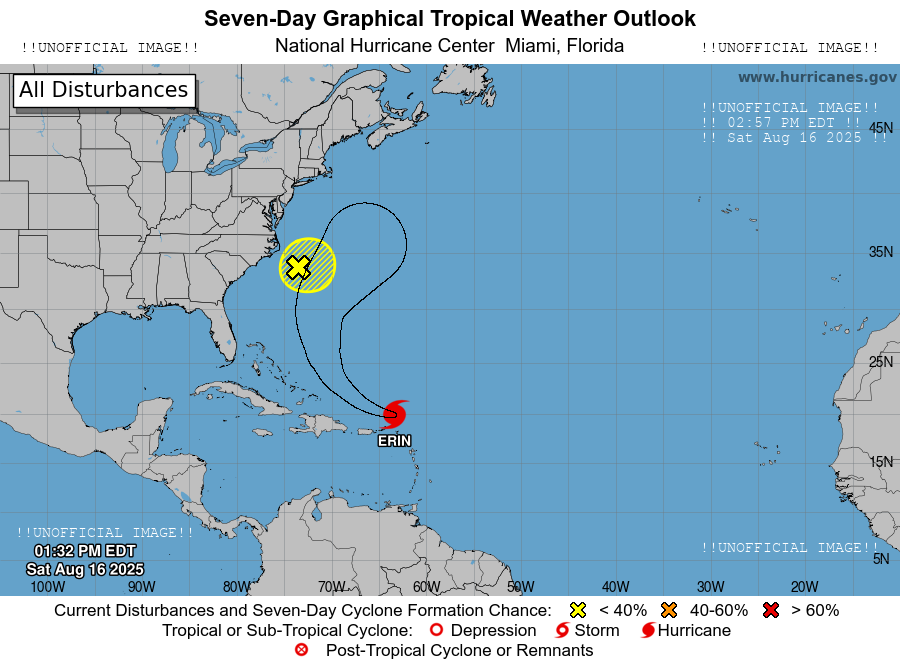 Seven-Day Graphical Tropical Weather Outlook
!!UNOFFICIAL IMAGE!! National Hurricane Center Miami, Florida !!UNOFFICIAL IMAGE!!
www.hurricanes.gov
All Disturbances
!!UNOFFICIAL IMAGE!!
!! 02:57 PM EDT !!
!! Sat Aug 16 2025 !!
45N
35N
25N
ERIN
15N
!!UNOFFICIAL IMAGE!!
01:32 PM EDT
Sat Aug 16 2025
!!UNOFFICIAL IMAGE!!
5N
100W 90W 80W 70W 60W 50W 40W 30W 20W
Current Disturbances and Seven-Day Cyclone Formation Chance: < 40% 40-60% > 60%
Tropical or Sub-Tropical Cyclone: Depression Storm Hurricane
Post-Tropical Cyclone or Remnants